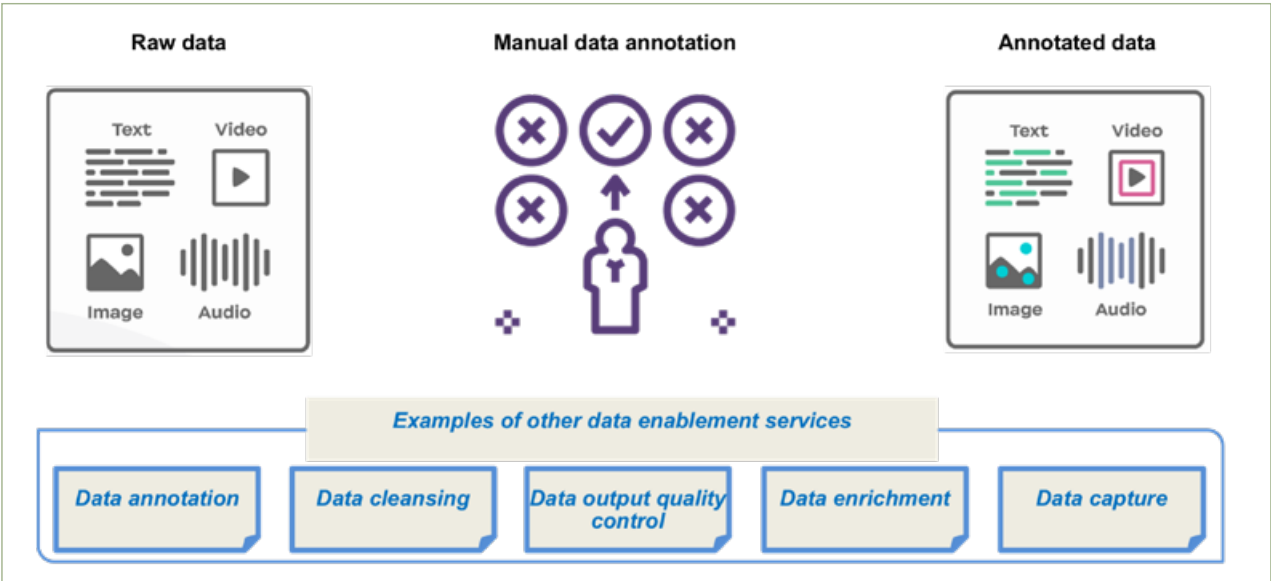 Raw data
Manual data annotation
Annotated data
Text
Video
Image
Audio
Text
Video
Image
Audio
Examples of other data enablement services
Data annotation
Data cleansing
Data output quality
control
Data enrichment
Data capture